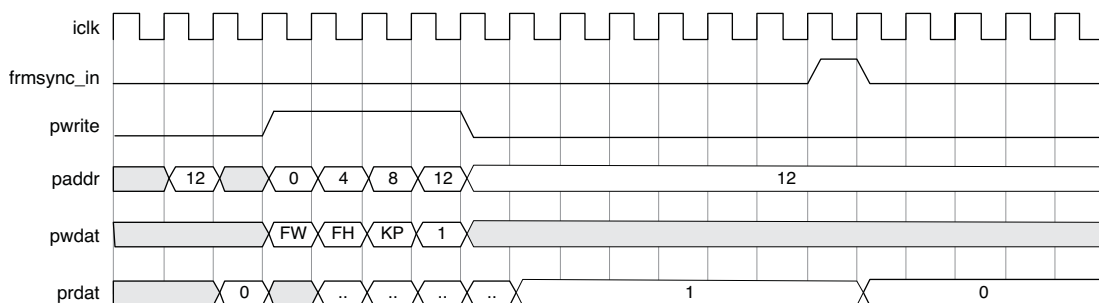 iclk
frmsync_in
pwrite
paddr 12 0 4 8 12 12
pwdat FW FH KP 1
prdat 0 .. .. .. .. 1 0